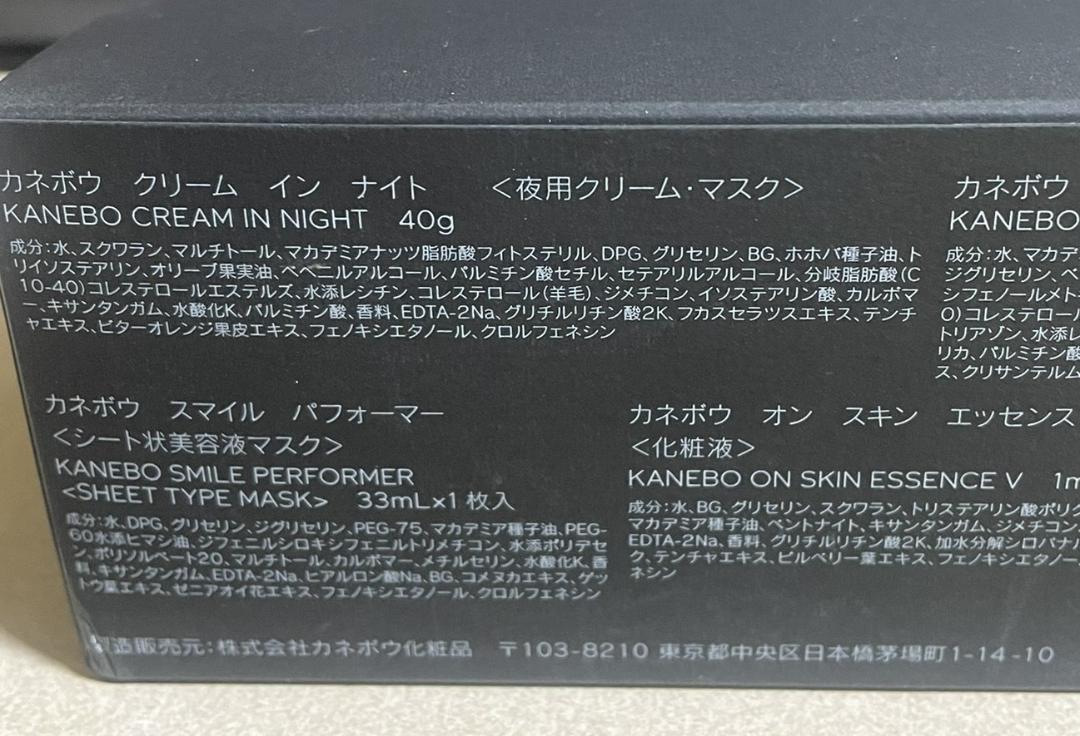 カネボウ クリーム イン ナイト <夜用クリーム・マスク>
KANEBO CREAM IN NIGHT 40g
成分:水、スクワラン、マルチトール、マカデミアナッツ脂肪酸フィトステリル、DPG、グリセリン、BG、ホホバ種子油、ト
リイソステアリン、オリーブ果実油、ベヘニルアルコール、パルミチン酸セチル、セテアリルアルコール、分岐脂肪酸(C
10-40)コレステロールエステルズ、水添レシチン、コレステロール(羊毛)、ジメチコン、イソステアリン酸、カルボマ
ー、キサンタンガム、水酸化K、パルミチン酸、香料、EDTA-2Na、グリチルリチン酸2K、フカスセラツスエキス、テンチ
ャエキス、ビターオレンジ果皮エキス、フェノキシエタノール、クロルフェネシン
カネボウ
KANEBO
成分:水、マカデ
ジグリセリン、ベ
シフェノールメト
O)コレステロール
トリアゾン、水添レ
リカ、パルミチン酸
ス、クリサンテルム
カネボウ スマイル パフォーマー
<シート状美容液マスク>
KANEBO SMILE PERFORMER
<SHEET TYPE MASK> 33mL×1枚入
成分:水、DPG、グリセリン、ジグリセリン、PEG-75、マカデミア種子油、PEG-
60水添ヒマシ油、ジフェニルシロキシフェニルトリメチコン、水添ポリデセ
ン、ポリソルベート20、マルチトール、カルボマー、メチルセリン、水酸化K、香
料、キサンタンガム、EDTA-2Na、ヒアルロン酸Na、BG、コメヌカエキス、ゲッ
トウ葉エキス、ゼニアオイ花エキス、フェノキシエタノール、クロルフェネシン
カネボウ オン スキン エッセンス
<化粧液>
KANEBO ON SKIN ESSENCE V 1m
成分:水、BG、グリセリン、スクワラン、トリステアリン酸ポリグ
マカデミア種子油、ベントナイト、キサンタンガム、ジメチコン
EDTA-2Na、香料、グリチルリチン酸2K、加水分解シロバナル
ク、テンチャエキス、ビルベリー葉エキス、フェノキシエタノー
ネシン
製造販売元:株式会社カネボウ化粧品 〒103-8210 東京都中央区日本橋茅場町1-14-10